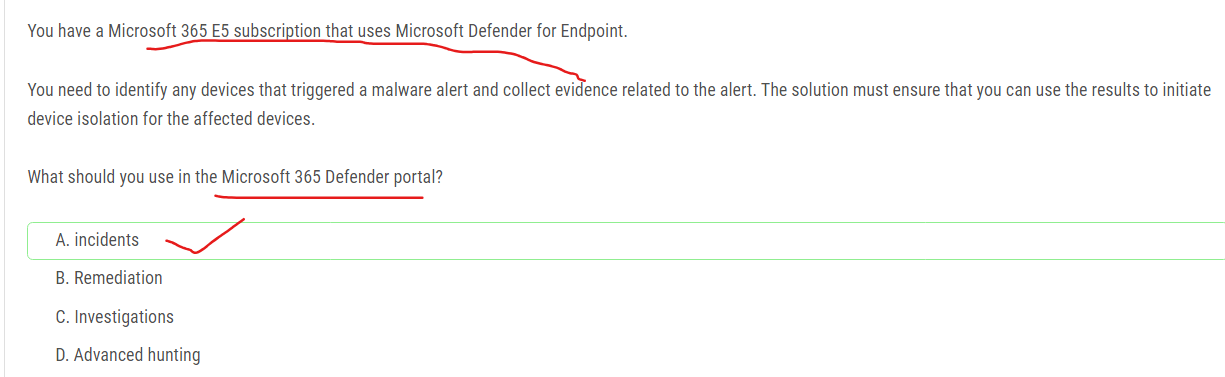 You have a Microsoft 365 E5 subscription that uses Microsoft Defender for Endpoint.
You need to identify any devices that triggered a malware alert and collect evidence related to the alert. The solution must ensure that you can use the results to initiate
device isolation for the affected devices.
What should you use in the Microsoft 365 Defender portal?
A. incidents
B. Remediation
C. Investigations
D. Advanced hunting